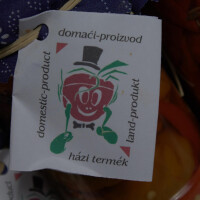 domaći-proizvod
domestic-product
land-produkt
házi termék